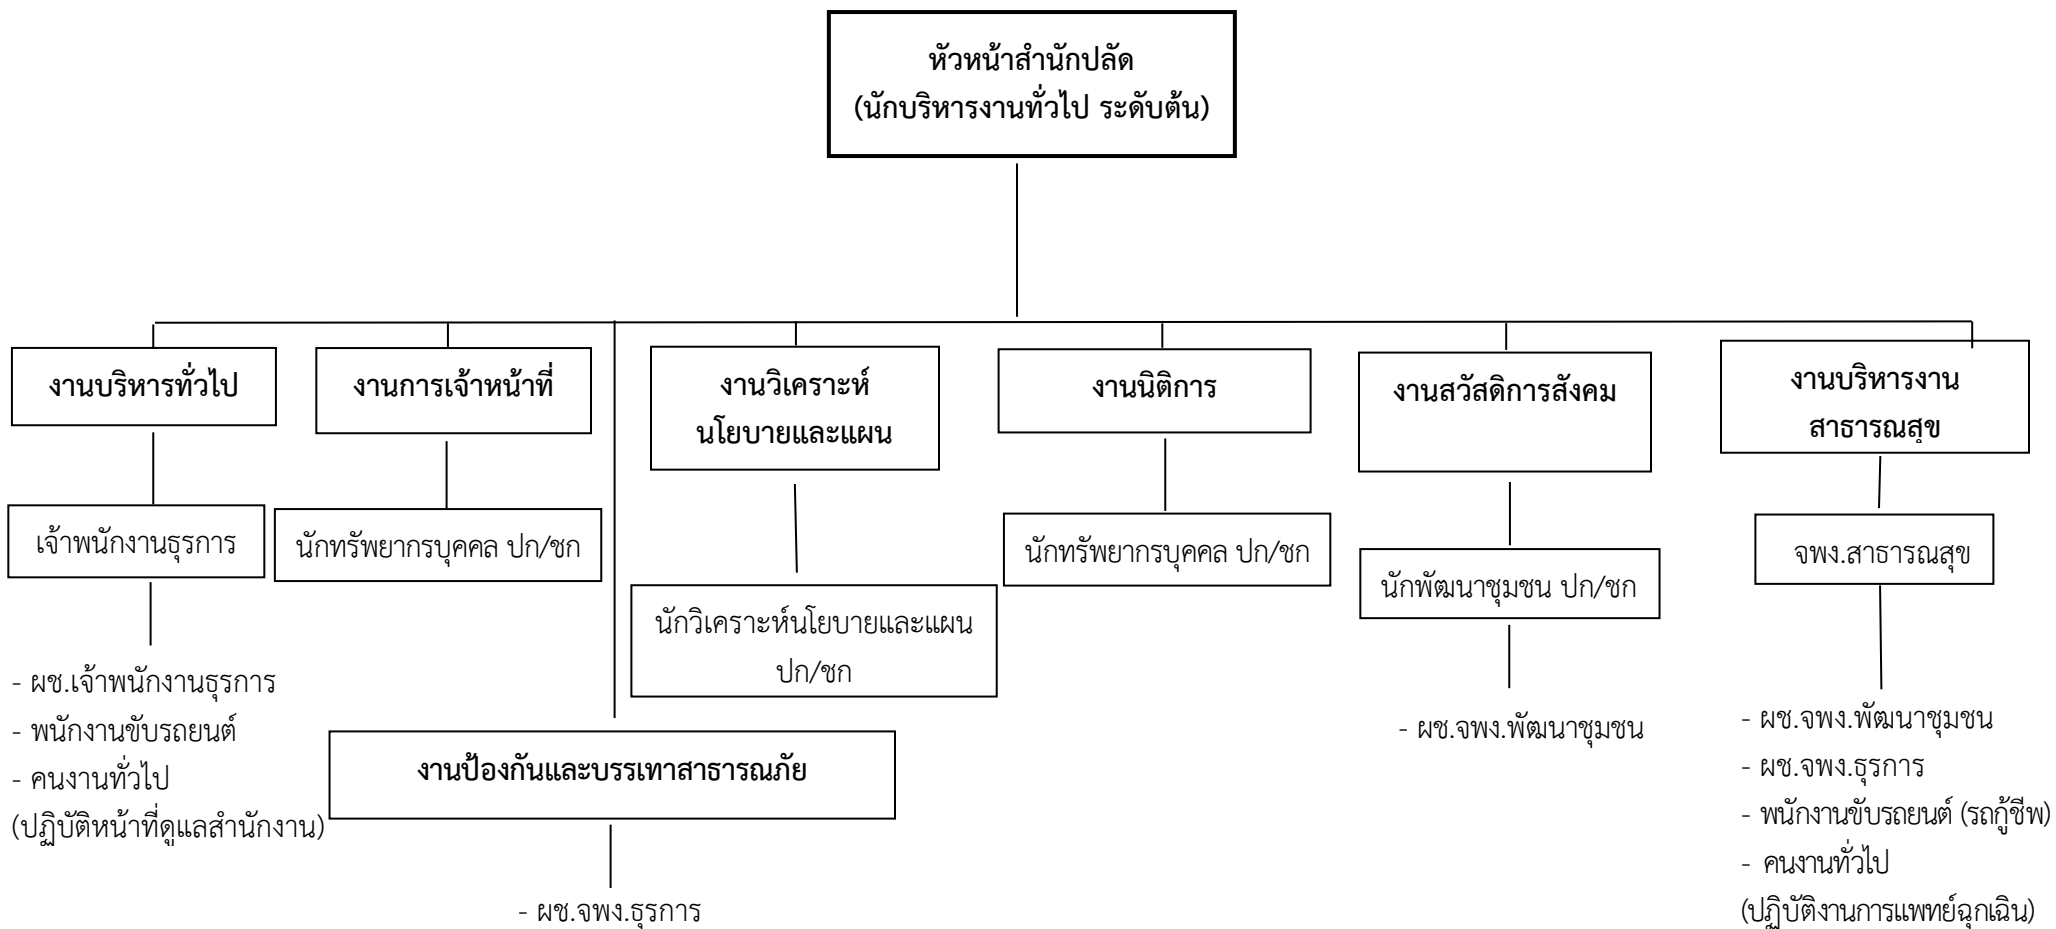 หัวหน้าสำนักปลัด
(นักบริหารงานทั่วไป ระดับต้น)
งานบริหารทั่วไป
งานการเจ้าหน้าที่
งานวิเคราะห์
นโยบายและแผน
งานนิติการ
งานสวัสดิการสังคม
งานบริหารงาน
สาธารณสุข
เจ้าพนักงานธุรการ
นักทรัพยากรบุคคล ปก/ชก
นักวิเคราะห์นโยบายและแผน
ปก/ชก
นักทรัพยากรบุคคล ปก/ชก
นักพัฒนาชุมชน ปก/ชก
จพง.สาธารณสุข
- ผช.เจ้าพนักงานธุรการ
- พนักงานขับรถยนต์
- คนงานทั่วไป
(ปฏิบัติหน้าที่ดูแลสำนักงาน)
งานป้องกันและบรรเทาสาธารณภัย
- ผช.จพง.ธุรการ
- ผช.จพง.พัฒนาชุมชน
- ผช.จพง.พัฒนาชุมชน
- ผช.จพง.ธุรการ
- พนักงานขับรถยนต์ (รถกู้ชีพ)
- คนงานทั่วไป
(ปฏิบัติงานการแพทย์ฉุกเฉิน)